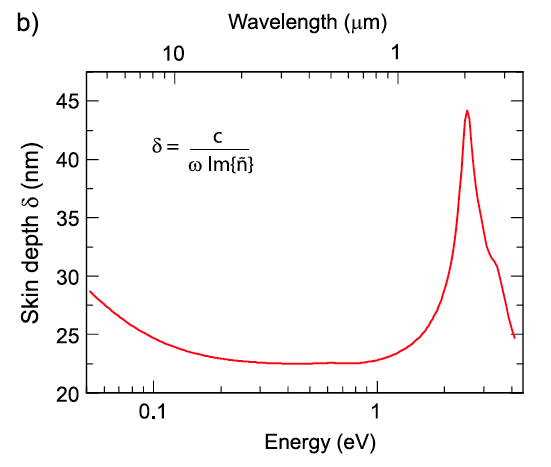 b)
Wavelength (μm)
10 1
45
40
35
30
25
20
Skin depth δ (nm)
δ = c / ω Im{ñ}
0.1 1
Energy (eV)